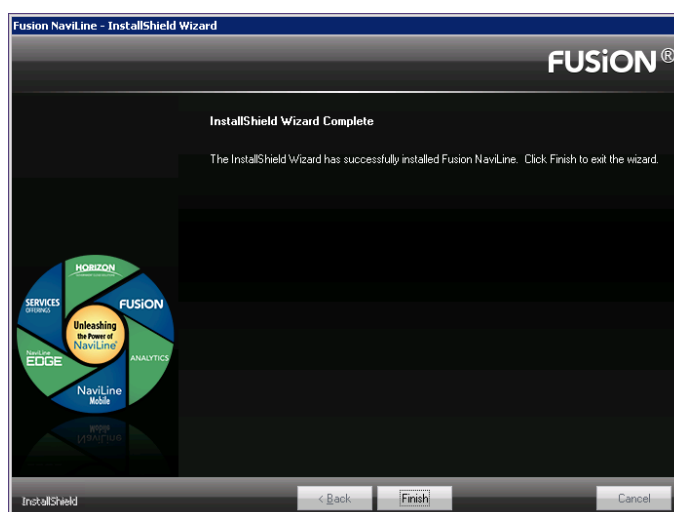 Fusion NaviLine - InstallShield Wizard
FUSiON®
InstallShield Wizard Complete
The InstallShield Wizard has successfully installed Fusion NaviLine. Click Finish to exit the wizard.
HORIZON
SERVICES
OFFERINGS
FUSiON
Unleashing
the Power of
NaviLine
NaviLine
EDGE
ANALYTICS
NaviLine
Mobile
InstallShield
< Back
Finish
Cancel